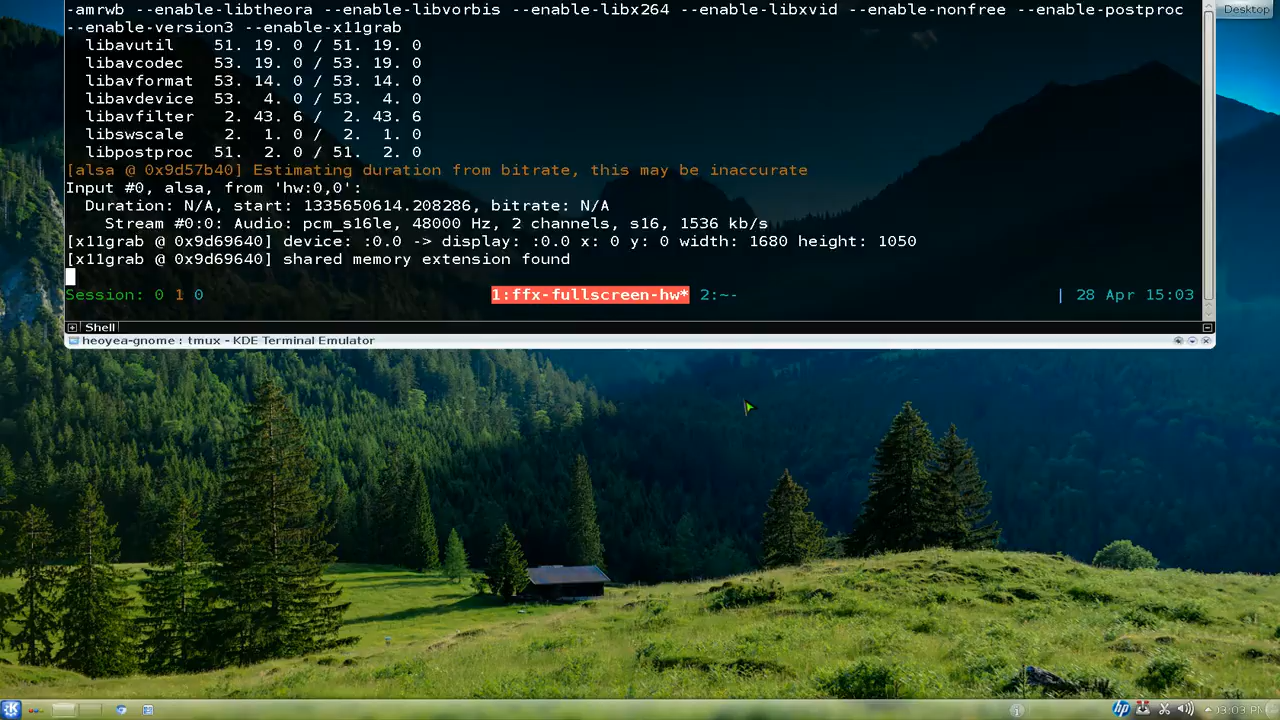 -amrwb --enable-libtheora --enable-libvorbis --enable-libx264 --enable-libxvid --enable-nonfree --enable-postproc
--enable-version3 --enable-x11grab
libavutil 51. 19. 0 / 51. 19. 0
libavcodec 53. 19. 0 / 53. 19. 0
libavformat 53. 14. 0 / 53. 14. 0
libavdevice 53. 4. 0 / 53. 4. 0
libavfilter 2. 43. 6 / 2. 43. 6
libswscale 2. 1. 0 / 2. 1. 0
libpostproc 51. 2. 0 / 51. 2. 0
[alsa @ 0x9d57b40] Estimating duration from bitrate, this may be inaccurate
Input #0, alsa, from 'hw:0,0':
Duration: N/A, start: 1335650614.208286, bitrate: N/A
Stream #0:0: Audio: pcm_s16le, 48000 Hz, 2 channels, s16, 1536 kb/s
[x11grab @ 0x9d69640] device: :0.0 -> display: :0.0 x: 0 y: 0 width: 1680 height: 1050
[x11grab @ 0x9d69640] shared memory extension found
Session: 0 1 0 1:ffx-fullscreen-hw* 2:~- | 28 Apr 15:03
Shell
heoyea-gnome : tmux - KDE Terminal Emulator
Desktop
hp
03:03 PM